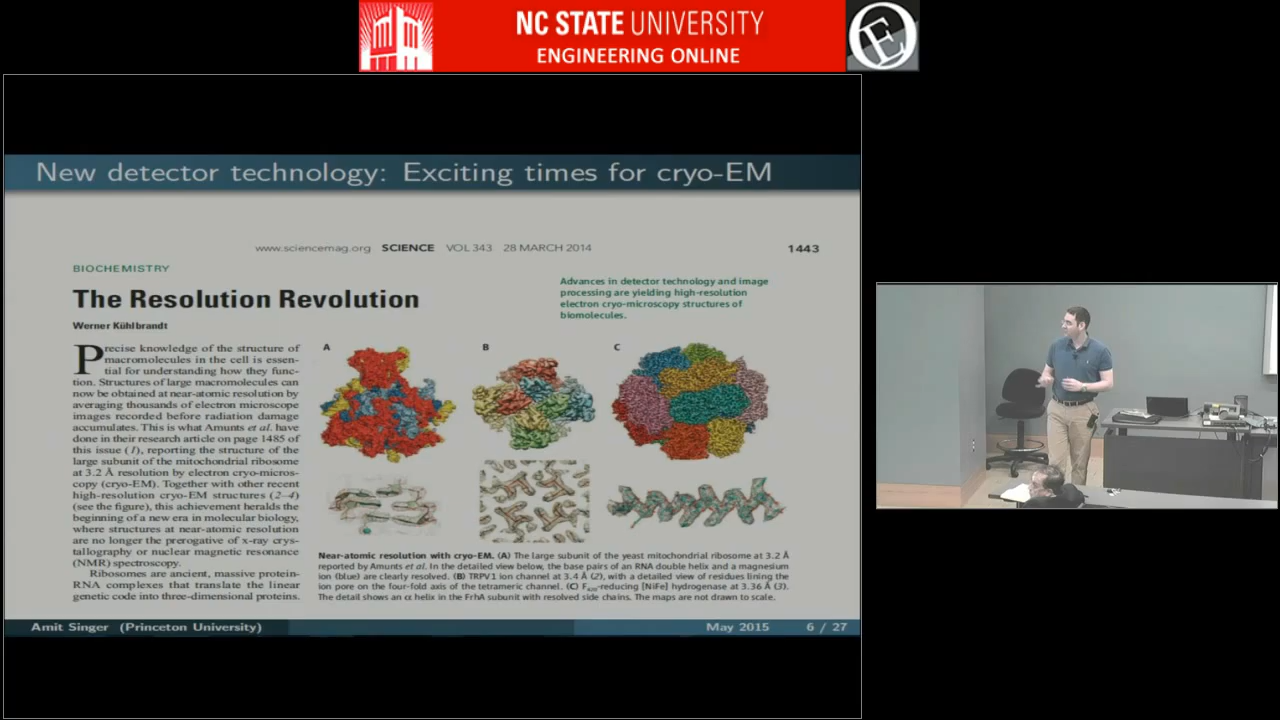 NC STATE UNIVERSITY
ENGINEERING ONLINE
New detector technology: Exciting times for cryo-EM
www.sciencemag.org SCIENCE VOL 343 28 MARCH 2014 1443
BIOCHEMISTRY
The Resolution Revolution
Werner Kühlbrandt
Advances in detector technology and image
processing are yielding high-resolution
electron cryo-microscopy structures of
biomolecules.
Precise knowledge of the structure of
macromolecules in the cell is essen-
tial for understanding how they func-
tion. Structures of large macromolecules can
now be obtained at near-atomic resolution by
averaging thousands of electron microscope
images recorded before radiation damage
accumulates. This is what Amunts et al. have
done in their research article on page 1485 of
this issue (1), reporting the structure of the
large subunit of the mitochondrial ribosome
at 3.2 Å resolution by electron cryo-micros-
copy (cryo-EM). Together with other recent
high-resolution cryo-EM structures (2–4)
(see the figure), this achievement heralds the
beginning of a new era in molecular biology,
where structures at near-atomic resolution
are no longer the prerogative of x-ray crys-
tallography or nuclear magnetic resonance
(NMR) spectroscopy.
Ribosomes are ancient, massive protein-
RNA complexes that translate the linear
genetic code into three-dimensional proteins.
A B C
Near-atomic resolution with cryo-EM. (A) The large subunit of the yeast mitochondrial ribosome at 3.2 Å
reported by Amunts et al. In the detailed view below, the base pairs of an RNA double helix and a magnesium
ion (blue) are clearly resolved. (B) TRPV1 ion channel at 3.4 Å (2), with a detailed view of residues lining the
ion pore on the four-fold axis of the tetrameric channel. (C) F420-reducing [NiFe] hydrogenase at 3.36 Å (3).
The detail shows an α helix in the FrhA subunit with resolved side chains. The maps are not drawn to scale.
Amit Singer (Princeton University) May 2015 6 / 27